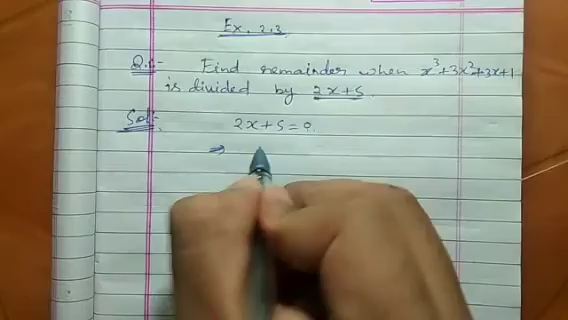 Ex. 2.3
Q.1:- Find remainder when x³+3x²+3x+1
is divided by 2x+5.
Sol:- 2x+5=0
⇒